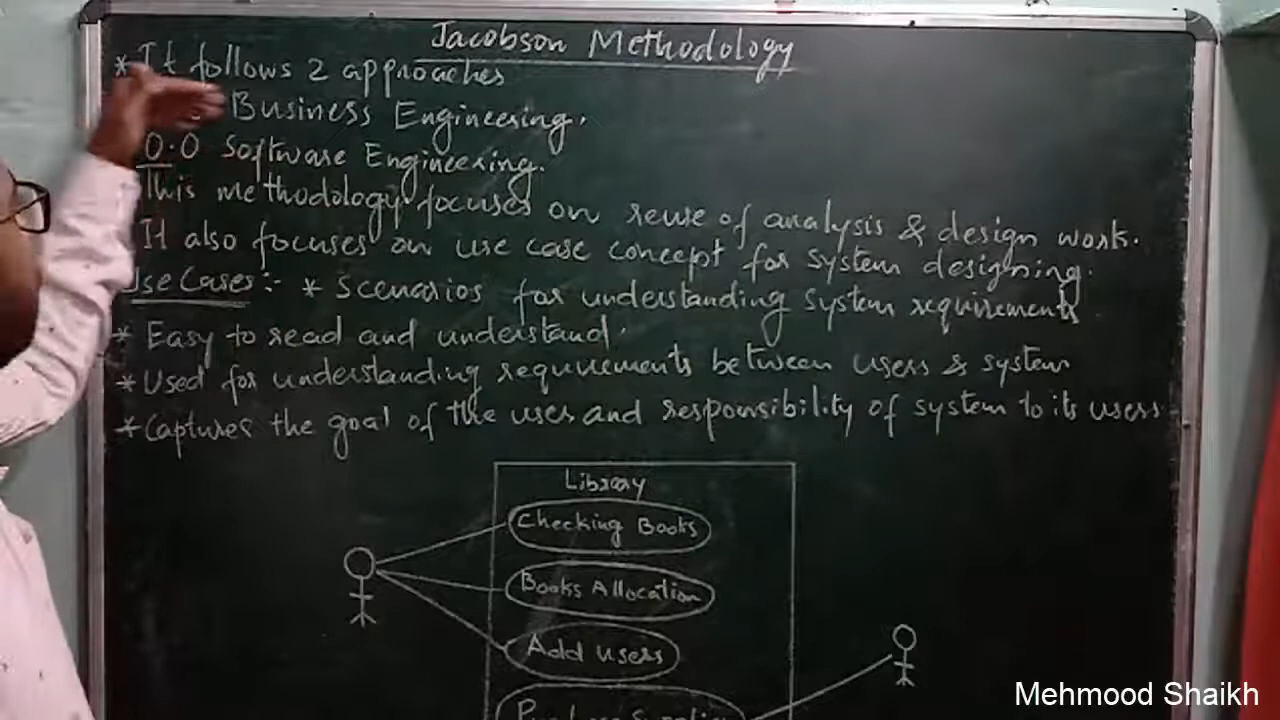 Jacobson Methodology
* It follows 2 approaches
Business Engineering.
O.O Software Engineering.
This methodology focuses on reuse of analysis & design work.
It also focuses on use case concept for system designing.
Use Cases:- * Scenarios for understanding system requirements
* Easy to read and understand.
* Used for understanding requirements between users & system
* Captures the goal of the user and responsibility of system to its users
Library
Checking Books
Books Allocation
Add users
Mehmood Shaikh